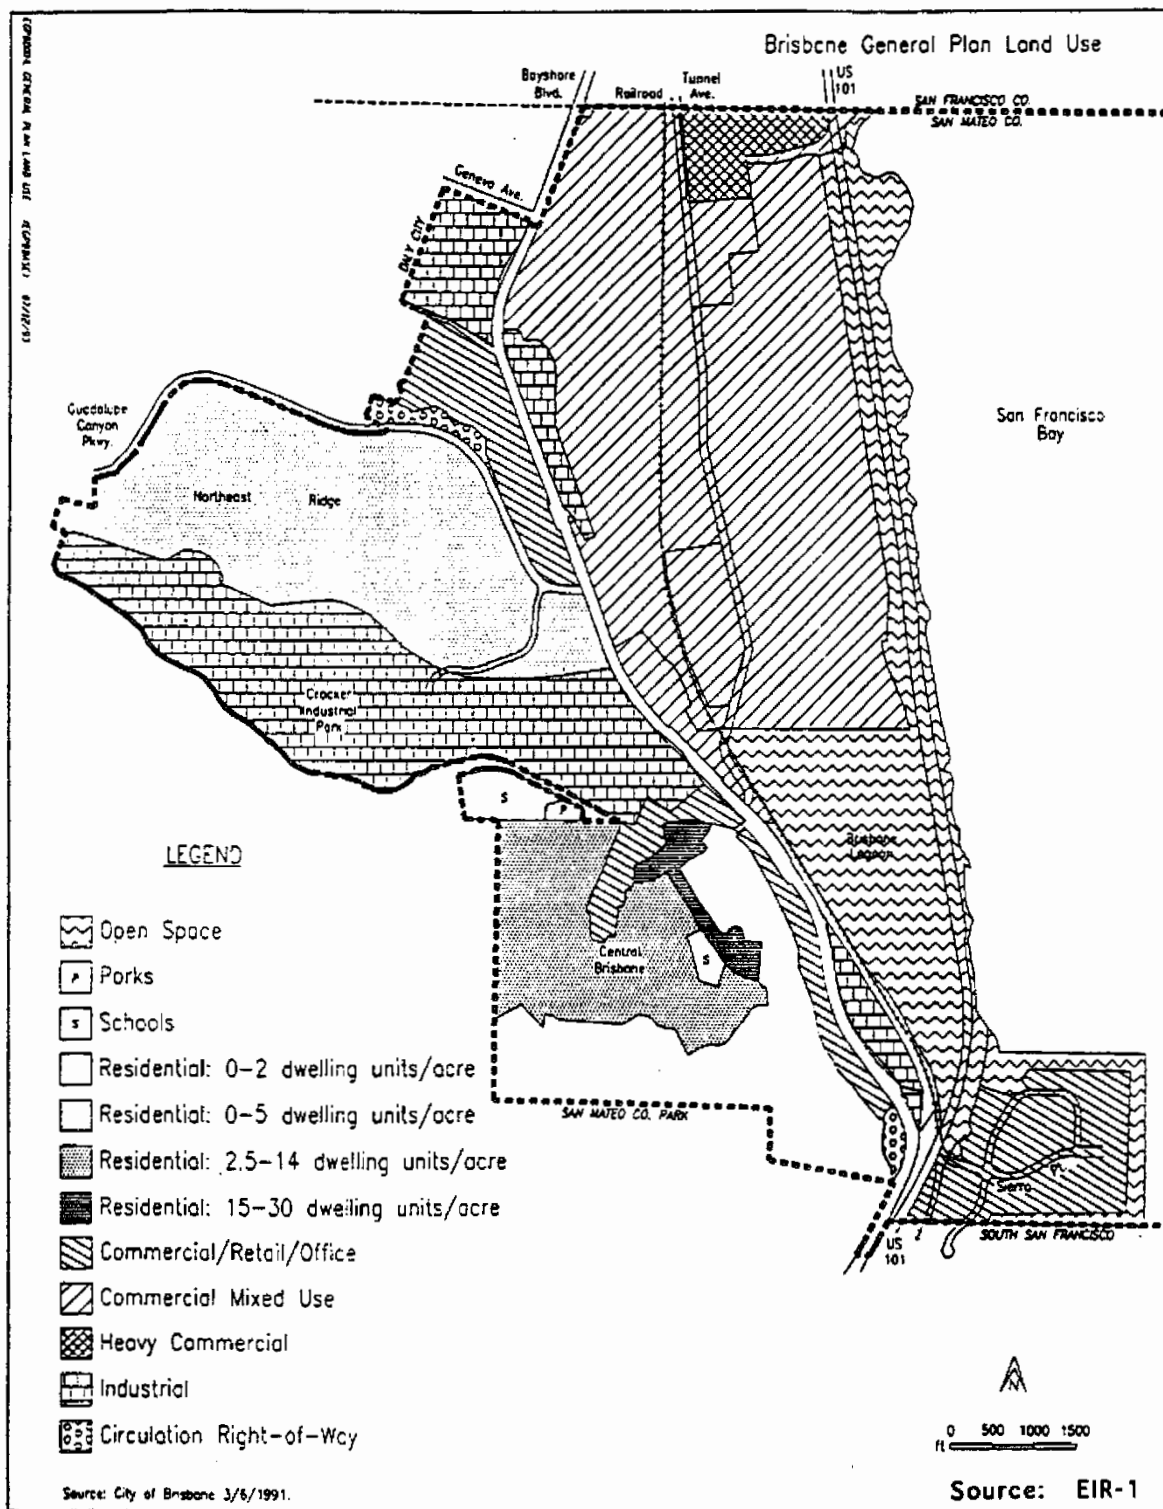 Brisbane General Plan Land Use
Bayshore
Blvd.
Railroad
Tunnel
Ave.
US
101
SAN FRANCISCO CO.
SAN MATEO CO.
Geneva Ave.
DALY CITY
Guadalupe
Canyon
Pkwy.
Northeast Ridge
San Francisco
Bay
Crocker
Industrial
Park
S
P
Brisbane
Lagoon
Central
Brisbane
S
SAN MATEO CO. PARK
Sierra
US
101
SOUTH SAN FRANCISCO
LEGEND
Open Space
P Parks
S Schools
Residential: 0-2 dwelling units/acre
Residential: 0-5 dwelling units/acre
Residential: 2.5-14 dwelling units/acre
Residential: 15-30 dwelling units/acre
Commercial/Retail/Office
Commercial Mixed Use
Heavy Commercial
Industrial
Circulation Right-of-Way
N
0 500 1000 1500
ft
Source: City of Brisbane 3/6/1991.
Source: EIR-1